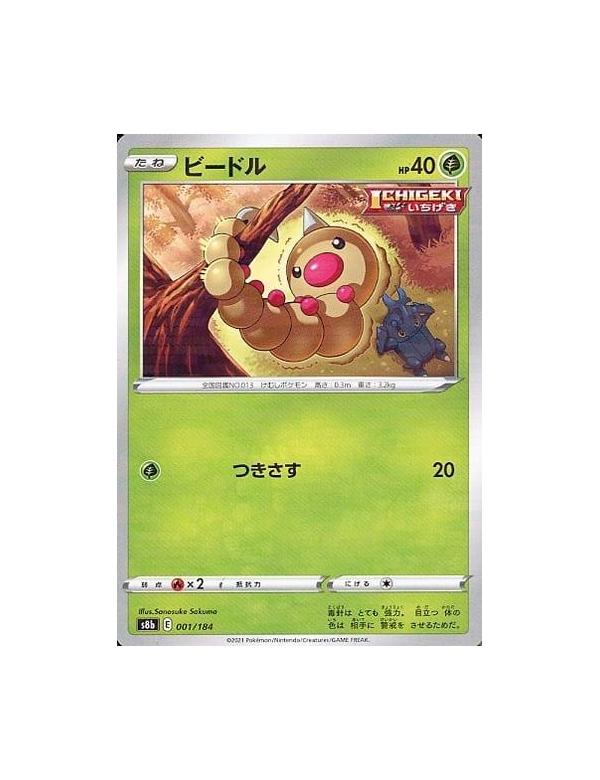 たね ビードル HP40
ICHIGEKI
いちげき
全国図鑑NO.013 けむしポケモン 高さ:0.3m 重さ:3.2kg
つきさす 20
弱点 ×2 抵抗力 にげる
Illus.Sanosuke Sakuma
毒針は とても 強力。 目立つ 体の
色は 相手に 警戒を させるためだ。
s8b E 001/184
©2021 Pokémon/Nintendo/Creatures/GAME FREAK.